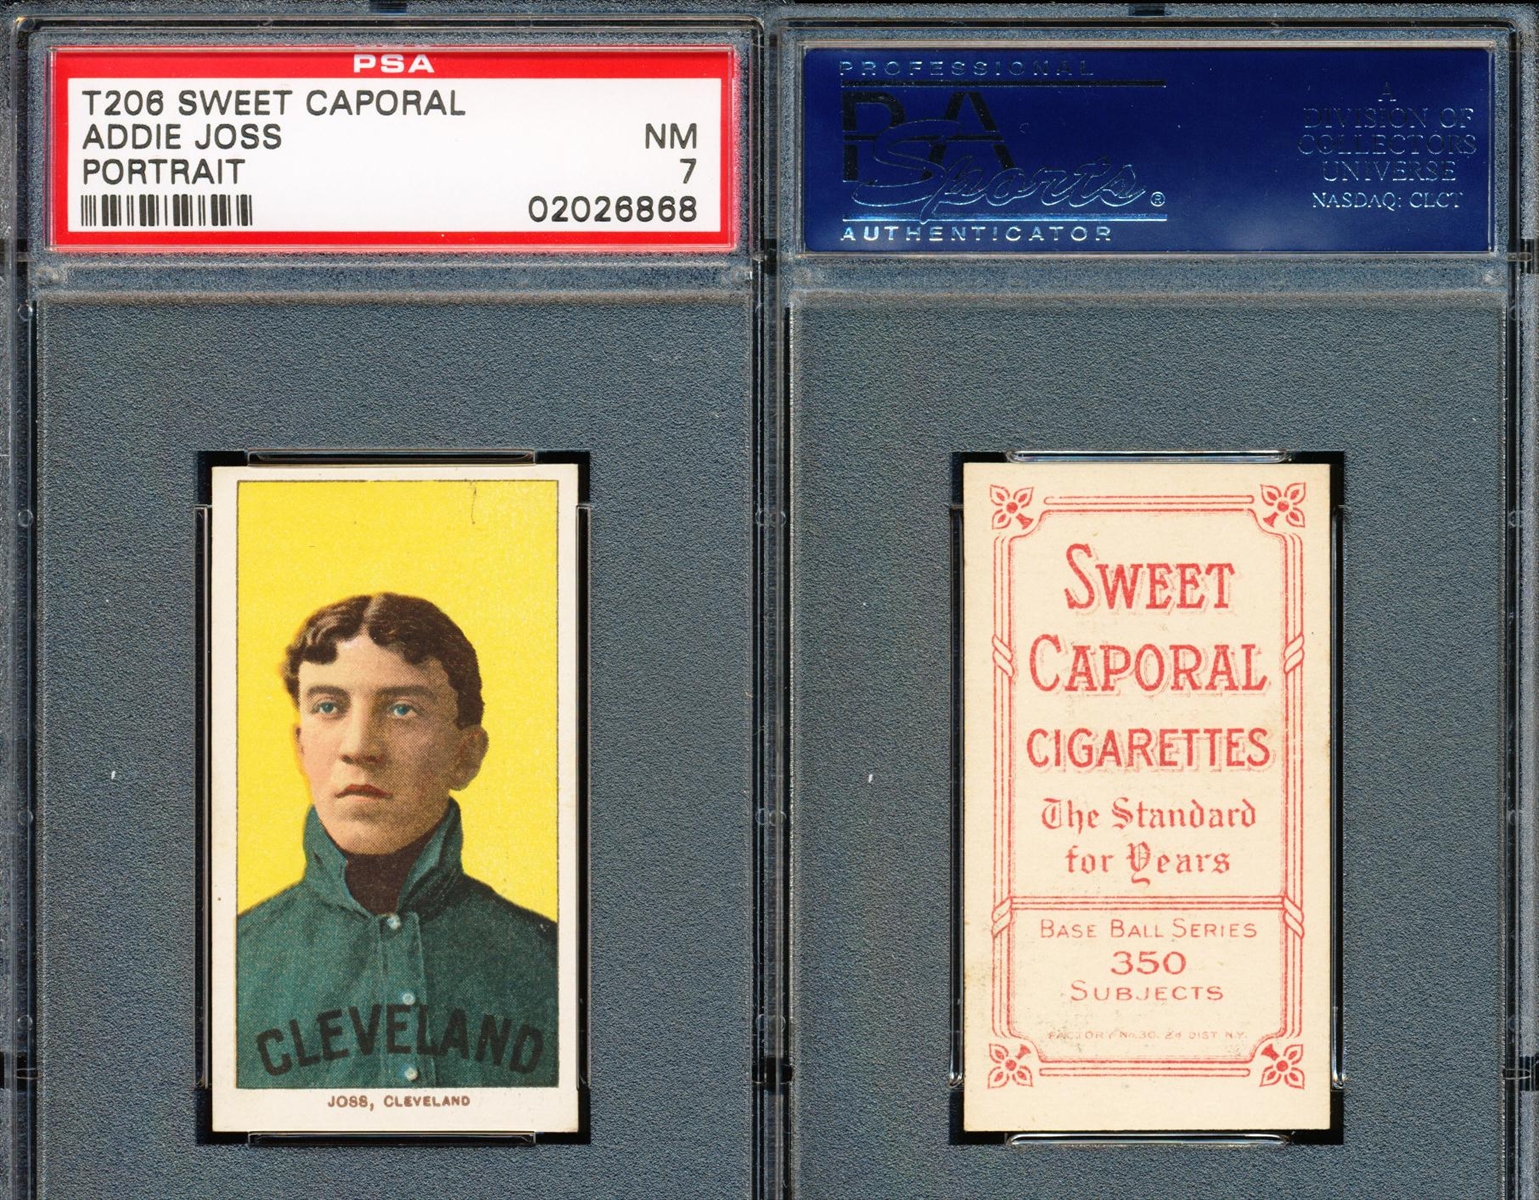 PSA
T206 SWEET CAPORAL
ADDIE JOSS
NM
PORTRAIT
7
02026868
CLEVELAND
JOSS, CLEVELAND
PROFESSIONAL
PSA
Sports®
AUTHENTICATOR
A
DIVISION OF
COLLECTORS
UNIVERSE
NASDAQ: CLCT
SWEET
CAPORAL
CIGARETTES
The Standard
for Years
BASE BALL SERIES
350
SUBJECTS
FACTORY No. 30, 2d DIST. N.Y.